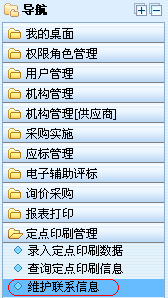 导航
我的桌面
权限角色管理
用户管理
机构管理
机构管理[供应商]
采购实施
应标管理
电子辅助评标
询价采购
报表打印
定点印刷管理
录入定点印刷数据
查询定点印刷信息
维护联系信息